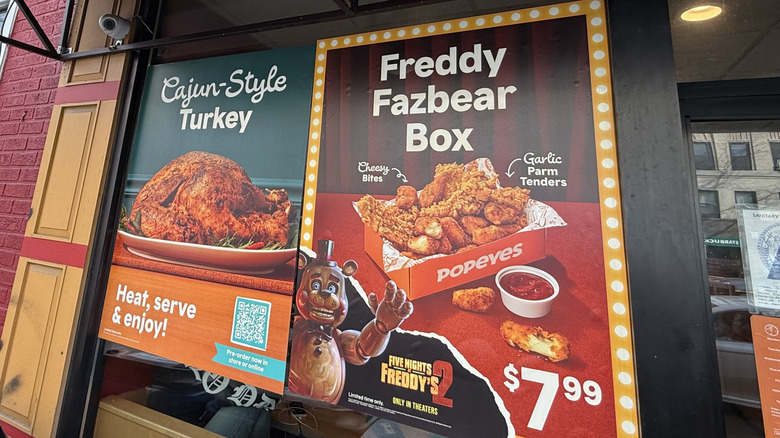 Cajun-Style
Turkey
Heat, serve
& enjoy!
Pre-order now in
store or online
Freddy
Fazbear
Box
Cheesy
Bites
Garlic
Parm
Tenders
POPEYES
FIVE NIGHTS
AT
FREDDY'S
2
ONLY IN THEATERS
Limited time only.
$7.99
STARBUCKS